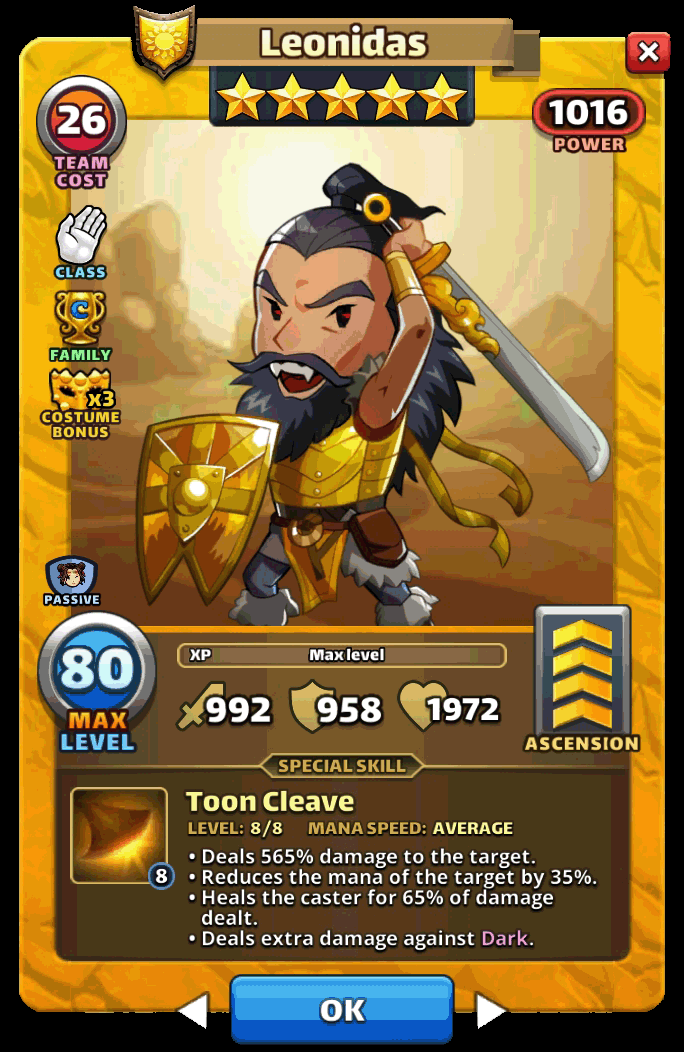 Leonidas
26
TEAM
COST
1016
POWER
CLASS
C
FAMILY
x3
COSTUME
BONUS
PASSIVE
80
MAX
LEVEL
XP Max level
992 958 1972
ASCENSION
SPECIAL SKILL
Toon Cleave
LEVEL: 8/8 MANA SPEED: AVERAGE
8
• Deals 565% damage to the target.
• Reduces the mana of the target by 35%.
• Heals the caster for 65% of damage
dealt.
• Deals extra damage against Dark.
OK